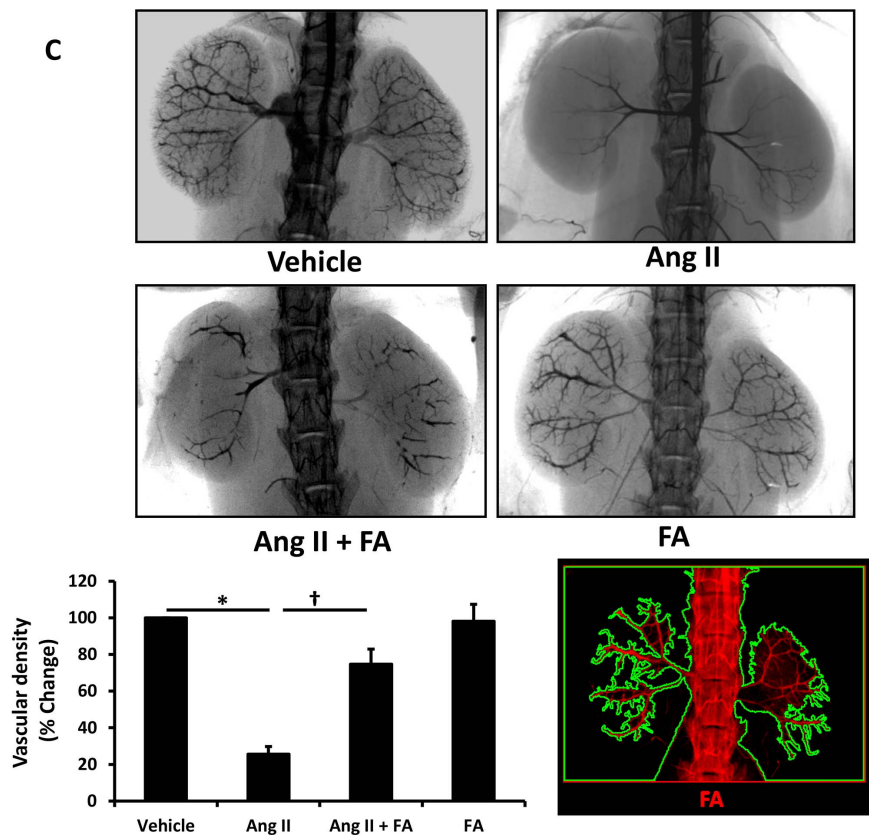 C
Vehicle
Ang II
Ang II + FA
FA
Vascular density
(% Change)
120
100
80
60
40
20
0
*
†
Vehicle
Ang II
Ang II + FA
FA
FA